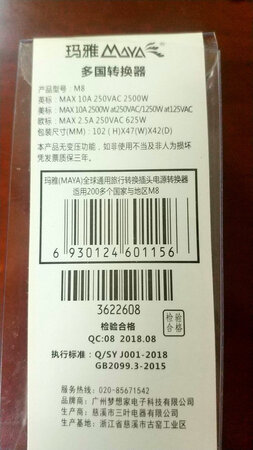 玛雅 MAYA
多国转换器
产品型号：M8
英标：MAX 10A 250VAC 2500W
美标：MAX 10A 2500W at250VAC/1250W at125VAC
欧标：MAX 2.5A 250VAC 625W
包装尺寸(MM)：102 (H)X47(W)X42(D)
本产品无变压功能，如非使用不当及非人为损坏
凭发票质保三年。
玛雅(MAYA)全球通用旅行转换插头电源转换器
适用200多个国家与地区M8
6 930124 601156
3622608
检验合格
QC:08 2018.08
检验
合格
执行标准：Q/SY J001-2018
GB2099.3-2015
服务热线：020-85671542
品牌商：广州梦想家电子科技有限公司
生产商：慈溪市三叶电器有限公司
生产基地：浙江省慈溪市古窑工业区